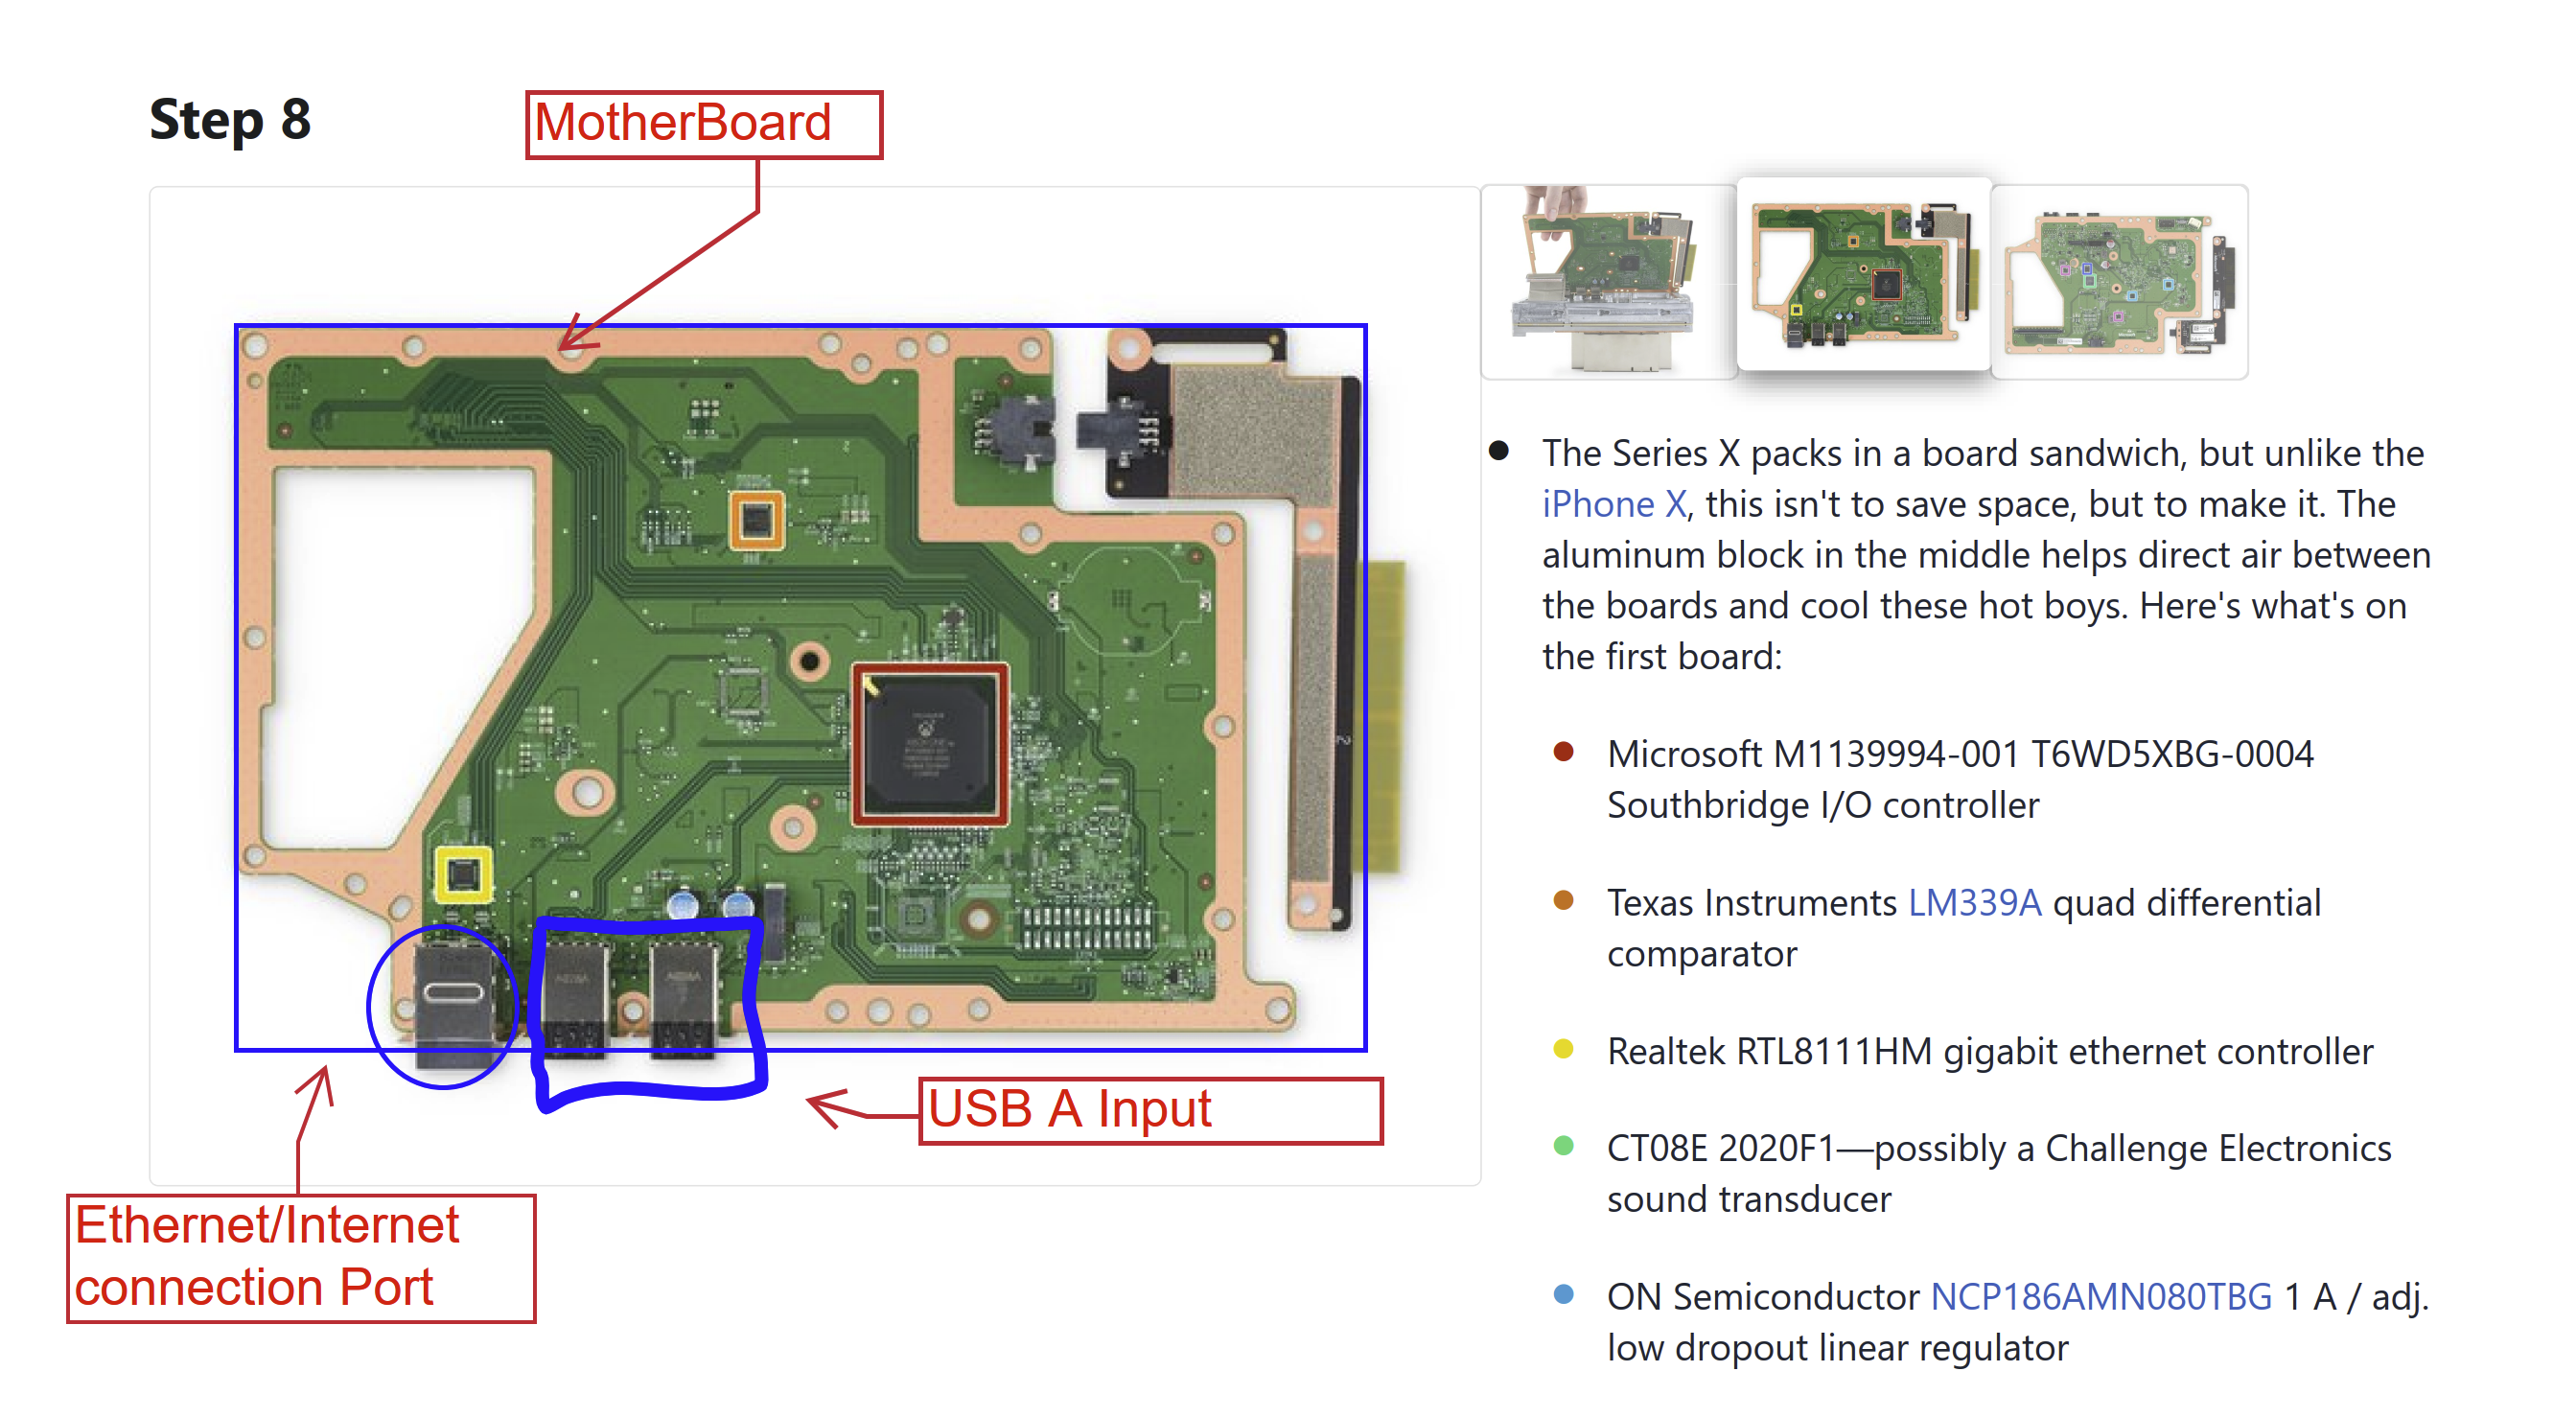 Step 8
MotherBoard
USB A Input
Ethernet/Internet
connection Port
The Series X packs in a board sandwich, but unlike the
iPhone X, this isn't to save space, but to make it. The
aluminum block in the middle helps direct air between
the boards and cool these hot boys. Here's what's on
the first board:
Microsoft M1139994-001 T6WD5XBG-0004
Southbridge I/O controller
Texas Instruments LM339A quad differential
comparator
Realtek RTL8111HM gigabit ethernet controller
CT08E 2020F1—possibly a Challenge Electronics
sound transducer
ON Semiconductor NCP186AMN080TBG 1 A / adj.
low dropout linear regulator